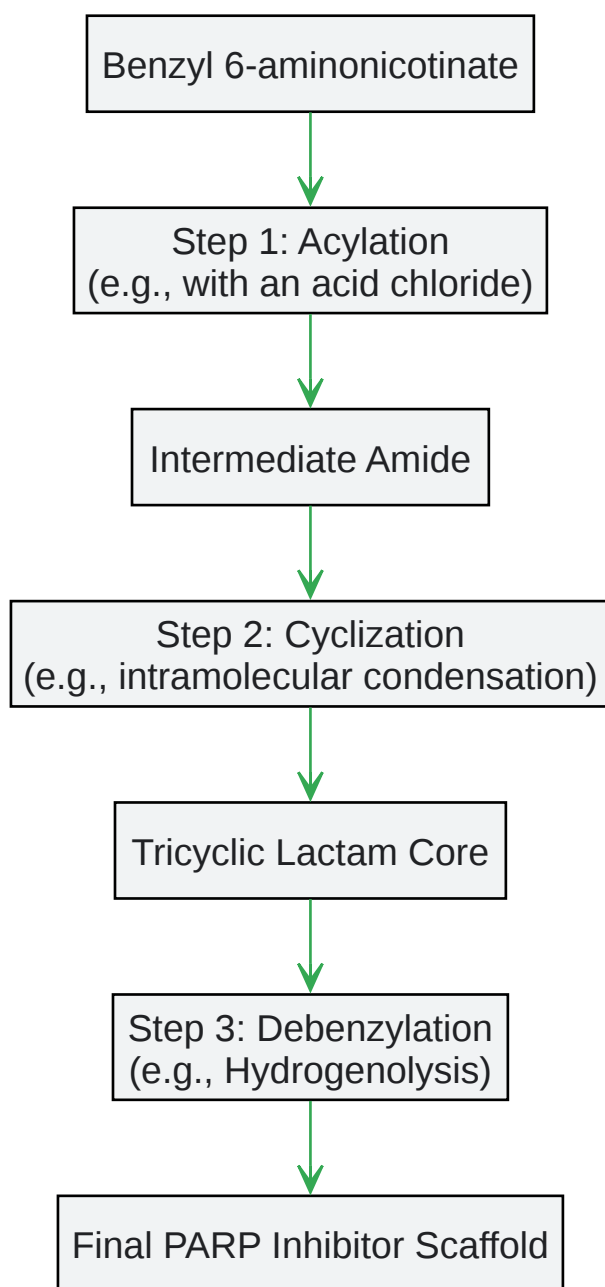 Benzyl 6-aminonicotinate
Step 1: Acylation
(e.g., with an acid chloride)
Intermediate Amide
Step 2: Cyclization
(e.g., intramolecular condensation)
Tricyclic Lactam Core
Step 3: Debenzylation
(e.g., Hydrogenolysis)
Final PARP Inhibitor Scaffold